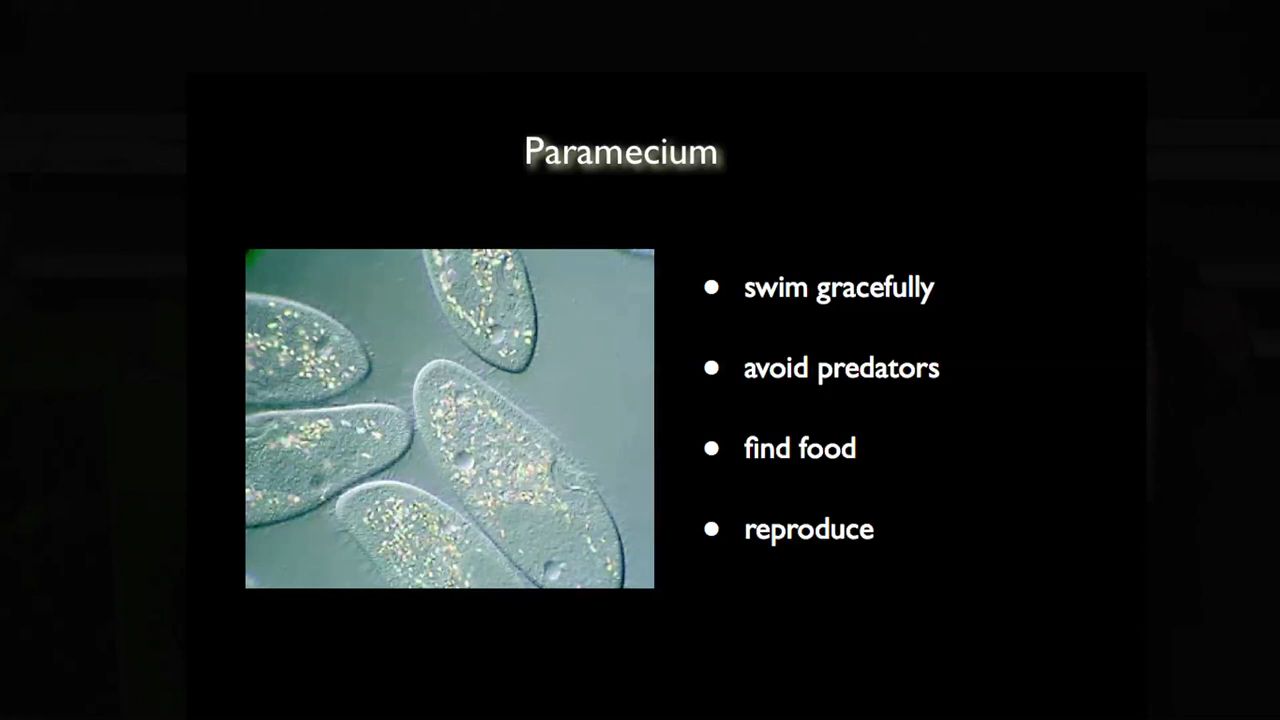 Paramecium
● swim gracefully
● avoid predators
● find food
● reproduce